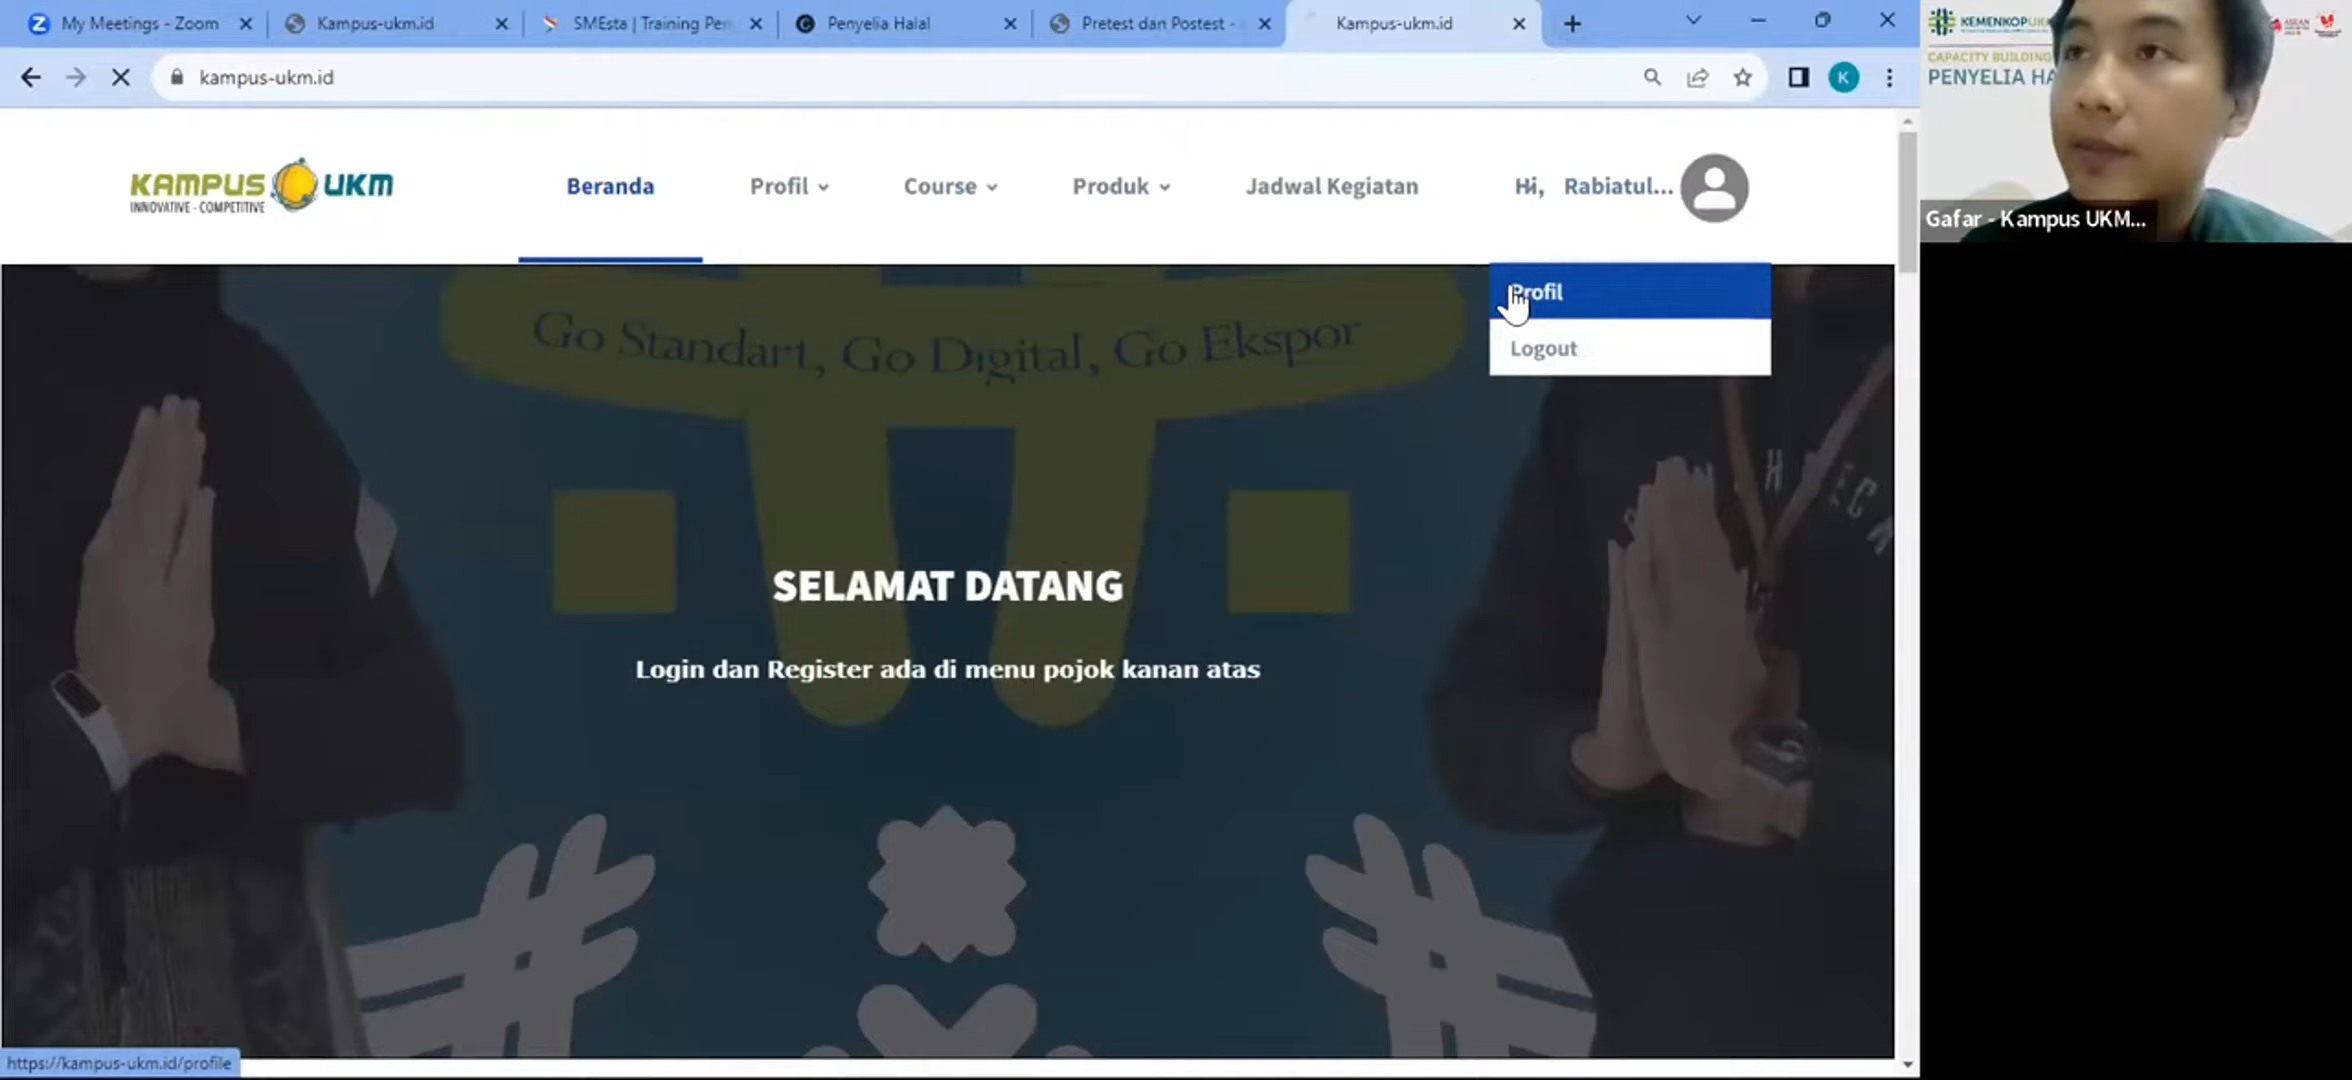 My Meetings - Zoom
Kampus-ukm.id
SMEsta | Training Pen
Penyelia Halal
Pretest dan Postest -
Kampus-ukm.id
kampus-ukm.id
K
KEMENKOPUK
CAPACITY BUILDING
PENYELIA HA
Gafar - Kampus UKM...
KAMPUS UKM
INNOVATIVE - COMPETITIVE
Beranda
Profil
Course
Produk
Jadwal Kegiatan
Hi, Rabiatul...
Profil
Logout
Go Standart, Go Digital, Go Ekspor
SELAMAT DATANG
Login dan Register ada di menu pojok kanan atas
https://kampus-ukm.id/profile